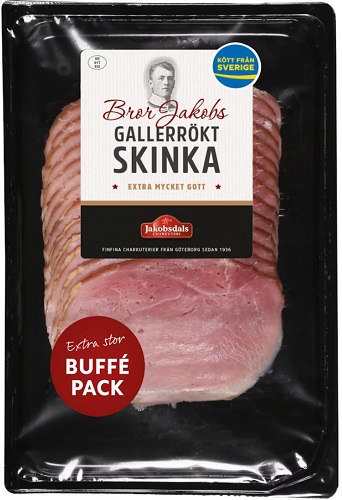 KÖTT FRÅN
SVERIGE
Bror Jakobs
GALLERRÖKT
SKINKA
EXTRA MYCKET GOTT
Jakobsdals
CHARKUTERI
FINFINA CHARKUTERIER FRÅN GÖTEBORG SEDAN 1936
Extra stor
BUFFÉ
PACK